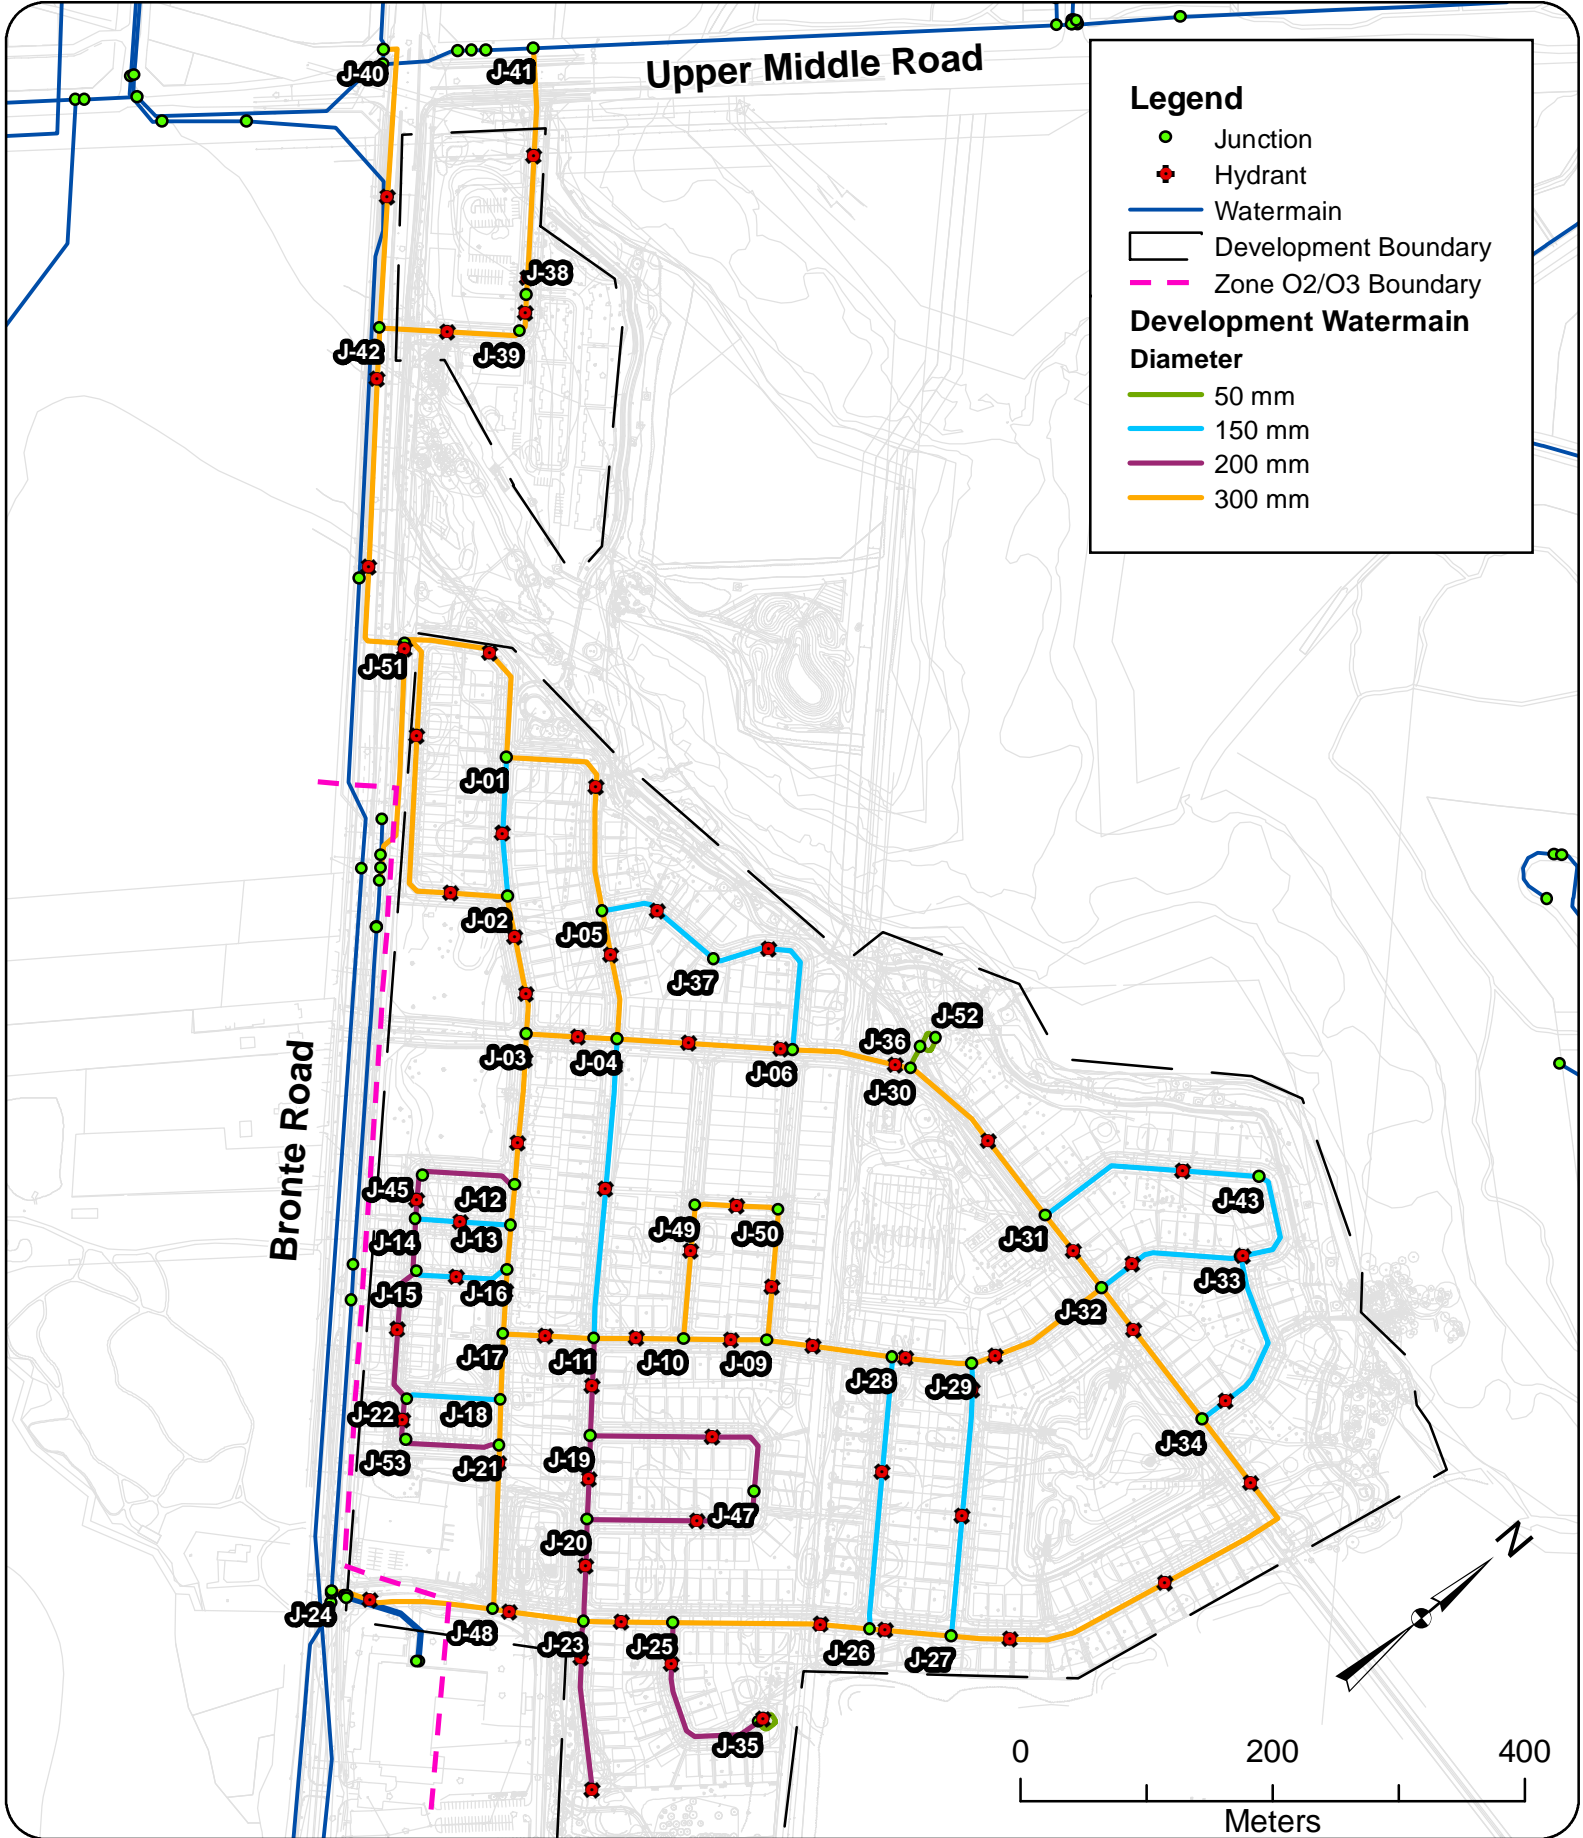 J-40
J-41
Upper Middle Road
Legend
Junction
Hydrant
Watermain
Development Boundary
Zone O2/O3 Boundary
Development Watermain
Diameter
50 mm
150 mm
200 mm
300 mm
J-38
J-42
J-39
J-51
J-01
J-02
J-05
J-37
J-52
J-36
J-03
J-04
J-06
J-30
Bronte Road
J-45
J-12
J-43
J-14
J-13
J-49
J-50
J-31
J-15
J-16
J-33
J-32
J-17
J-11
J-10
J-09
J-28
J-29
J-22
J-18
J-34
J-53
J-21
J-19
J-47
J-20
N
J-24
J-48
J-23
J-25
J-26
J-27
J-35
0 200 400
Meters